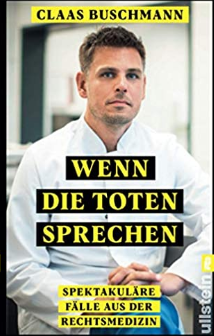 CLAAS BUSCHMANN
WENN
DIE TOTEN
SPRECHEN
SPEKTAKULÄRE
FÄLLE AUS DER
RECHTSMEDIZIN
ullstein